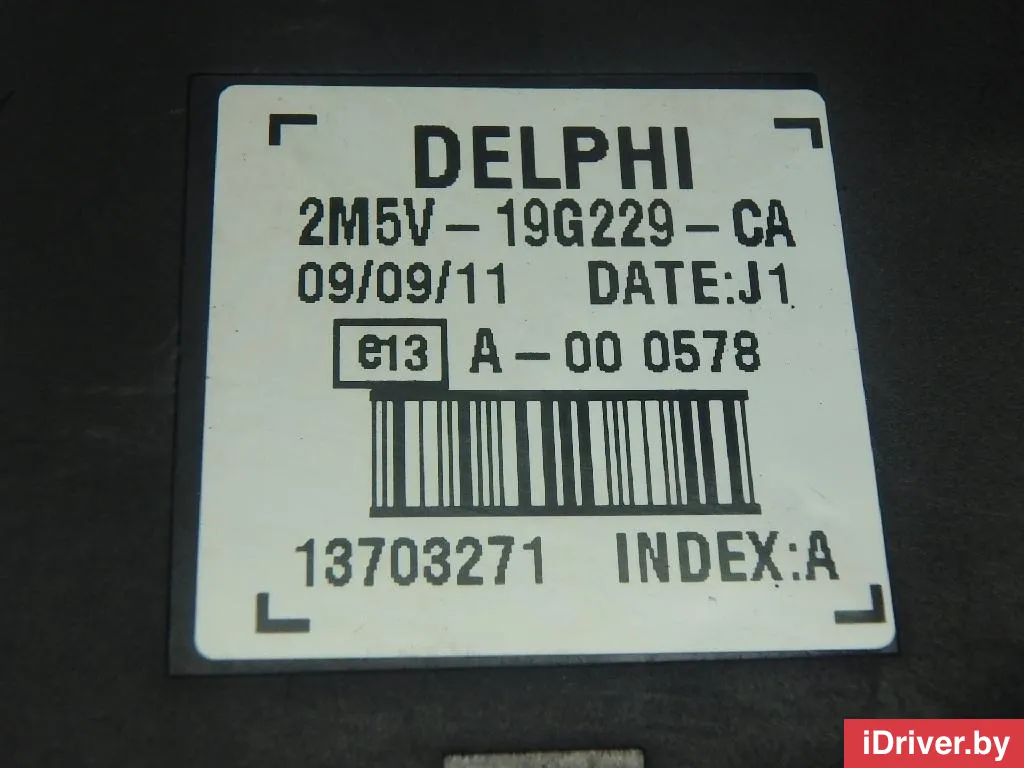 DELPHI
2M5V-19G229-CA
09/09/11 DATE:J1
e13 A-00 0578
13703271 INDEX:A
iDriver.by